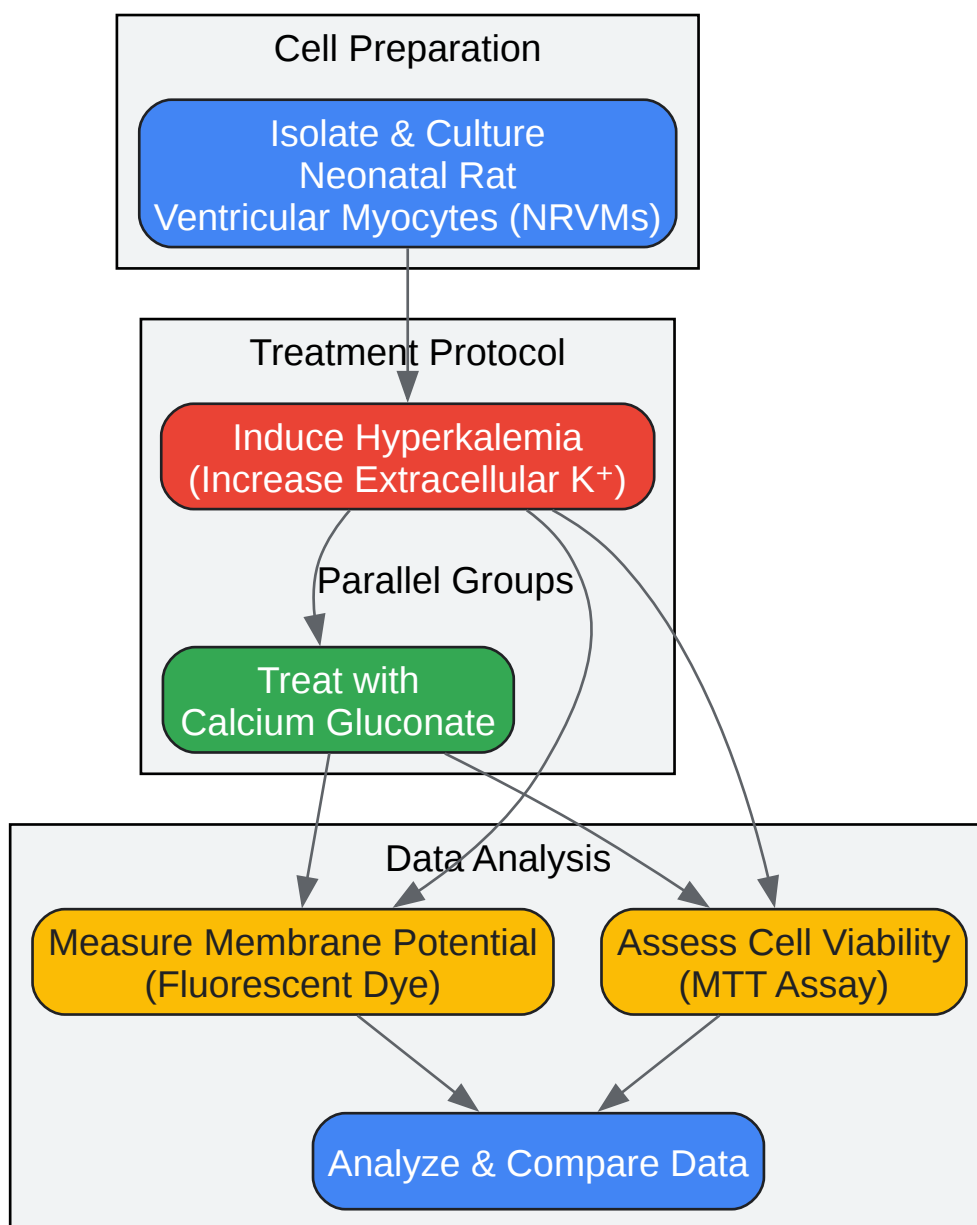 Cell Preparation
Isolate & Culture
Neonatal Rat
Ventricular Myocytes (NRVMs)
Treatment Protocol
Induce Hyperkalemia
(Increase Extracellular K⁺)
Parallel Groups
Treat with
Calcium Gluconate
Data Analysis
Measure Membrane Potential
(Fluorescent Dye)
Assess Cell Viability
(MTT Assay)
Analyze & Compare Data